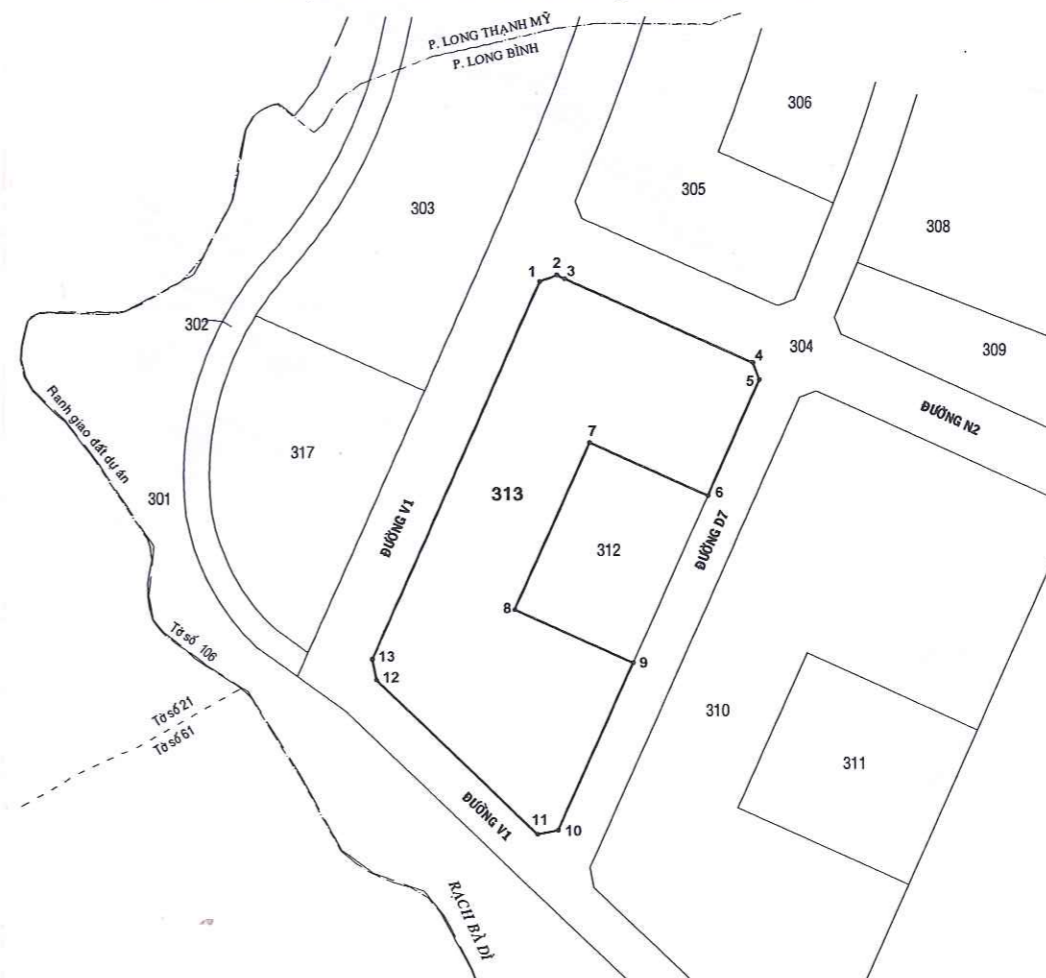 P. LONG THẠNH MỸ
P. LONG BÌNH
306
305
303
308
1
2
3
302
304
309
4
5
Ranh giao đất dự án
ĐƯỜNG N2
7
317
301
313
6
ĐƯỜNG V1
ĐƯỜNG D7
312
8
Tờ số 106
13
9
12
Tờ số 21
Tờ số 61
310
311
ĐƯỜNG V1
11
10
RẠCH BÀ DÌ